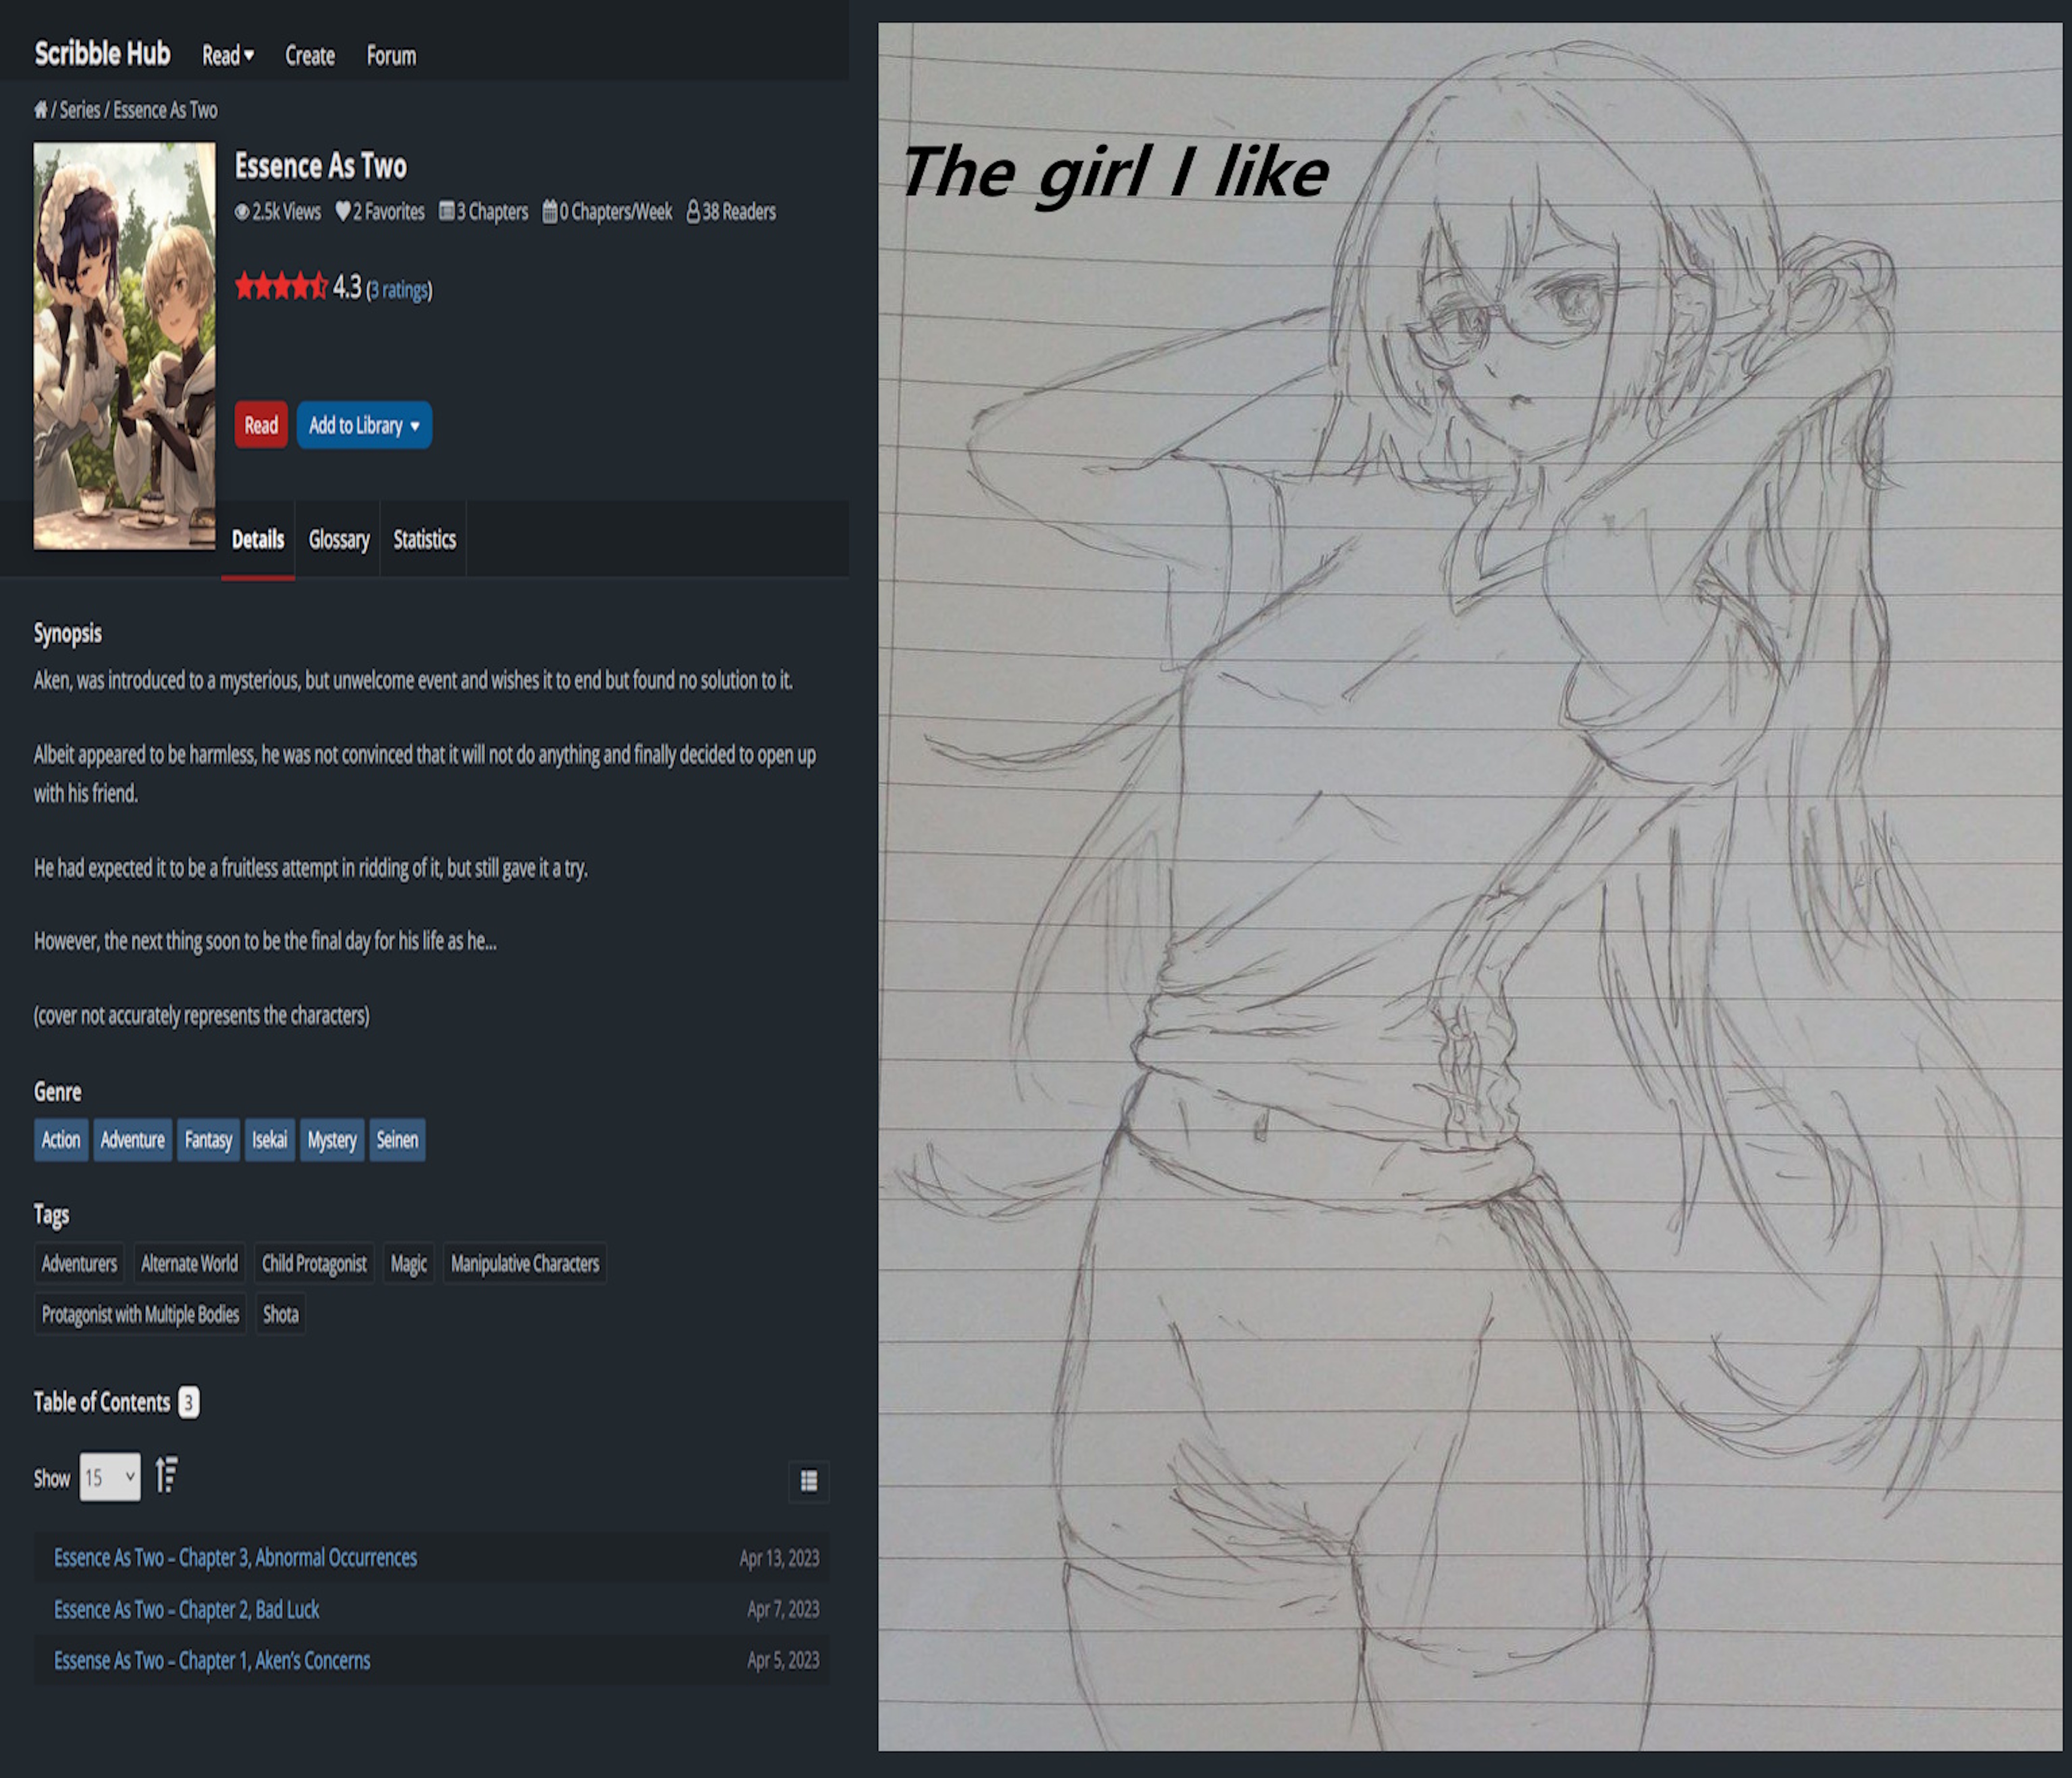 Scribble Hub Read Create Forum
/ Series / Essence As Two
Essence As Two
2.5k Views 2 Favorites 3 Chapters 0 Chapters/Week 38 Readers
4.3 (3 ratings)
Read Add to Library
Details Glossary Statistics
Synopsis
Aken, was introduced to a mysterious, but unwelcome event and wishes it to end but found no solution to it.
Albeit appeared to be harmless, he was not convinced that it will not do anything and finally decided to open up
with his friend.
He had expected it to be a fruitless attempt in ridding of it, but still gave it a try.
However, the next thing soon to be the final day for his life as he...
(cover not accurately represents the characters)
Genre
Action Adventure Fantasy Isekai Mystery Seinen
Tags
Adventurers Alternate World Child Protagonist Magic Manipulative Characters
Protagonist with Multiple Bodies Shota
Table of Contents 3
Show 15
Essence As Two – Chapter 3, Abnormal Occurrences Apr 13, 2023
Essence As Two – Chapter 2, Bad Luck Apr 7, 2023
Essense As Two – Chapter 1, Aken's Concerns Apr 5, 2023
The girl I like